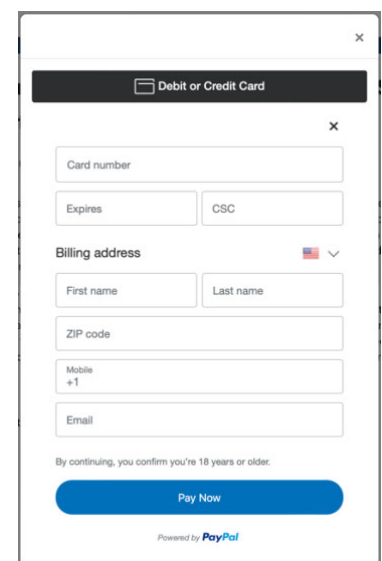 Debit or Credit Card
Card number
Expires CSC
Billing address
First name Last name
ZIP code
Mobile
+1
Email
By continuing, you confirm you're 18 years or older.
Pay Now
Powered by PayPal